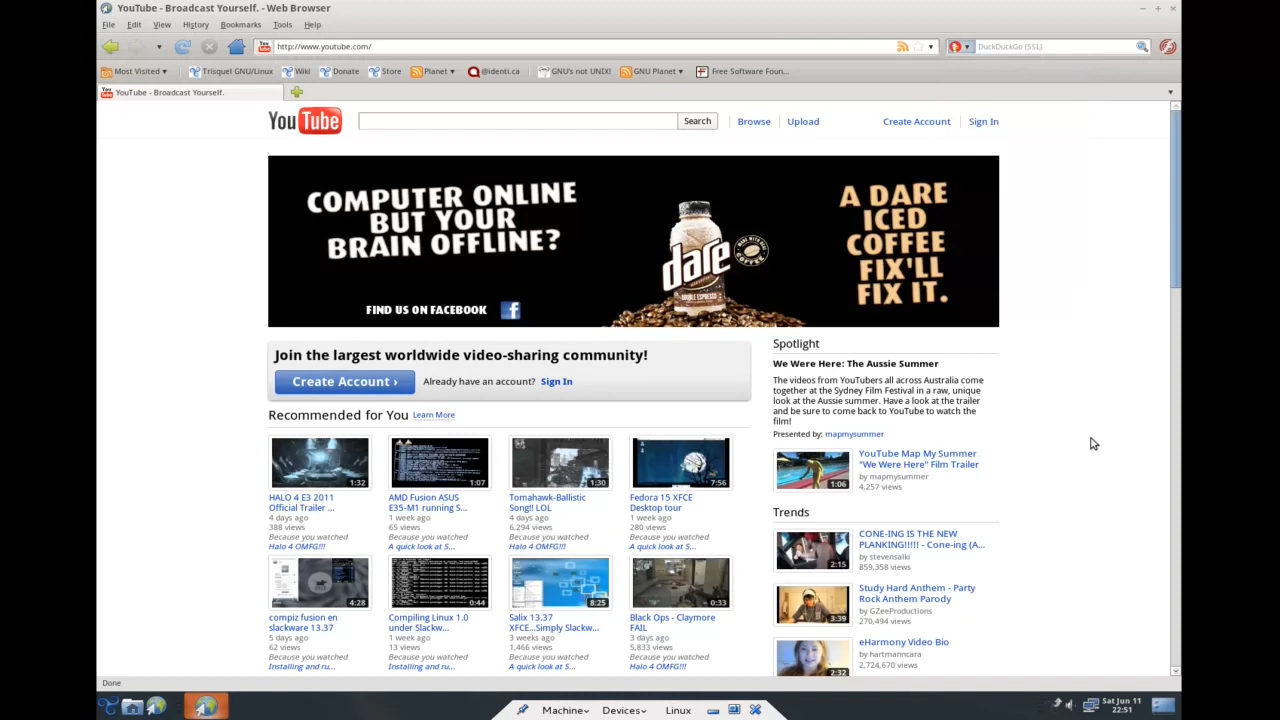 YouTube - Broadcast Yourself. - Web Browser
File Edit View History Bookmarks Tools Help
You Tube http://www.youtube.com/ DuckDuckGo (SSL)
Most Visited Trisquel GNU/Linux Wiki Donate Store Planet @identi.ca GNU's not UNIX! GNU Planet Free Software Foun...
YouTube - Broadcast Yourself.
YouTube Search Browse Upload Create Account Sign In
COMPUTER ONLINE
BUT YOUR
BRAIN OFFLINE?
FIND US ON FACEBOOK f
dare
DOUBLE ESPRESSO
MADE WITH REAL
COFFEE
A DARE
ICED
COFFEE
FIX'LL
FIX IT.
Join the largest worldwide video-sharing community!
Create Account › Already have an account? Sign In
Recommended for You Learn More
1:32
HALO 4 E3 2011
Official Trailer ...
4 days ago
388 views
Because you watched
Halo 4 OMFG!!!
1:07
AMD Fusion ASUS
E35-M1 running S...
1 week ago
65 views
Because you watched
A quick look at S...
1:30
Tomahawk-Ballistic
Song!! LOL
4 days ago
6,294 views
Because you watched
Halo 4 OMFG!!!
7:56
Fedora 15 XFCE
Desktop tour
1 week ago
280 views
Because you watched
A quick look at S...
4:28
compiz fusion en
slackware 13.37
5 days ago
62 views
Because you watched
Installing and ru...
0:44
Compiling Linux 1.0
under Slackw...
1 week ago
13 views
Because you watched
Installing and ru...
8:25
Salix 13.37
XFCE...Simply Slackw...
3 weeks ago
1,466 views
Because you watched
A quick look at S...
0:33
Black Ops - Claymore
FAIL
3 days ago
5,833 views
Because you watched
Halo 4 OMFG!!!
Spotlight
We Were Here: The Aussie Summer
The videos from YouTubers all across Australia come
together at the Sydney Film Festival in a raw, unique
look at the Aussie summer. Have a look at the trailer
and be sure to come back to YouTube to watch the
film!
Presented by: mapmysummer
1:06
YouTube Map My Summer
"We Were Here" Film Trailer
by mapmysummer
4,257 views
Trends
2:15
CONE-ING IS THE NEW
PLANKING!!!!! - Cone-ing (A...
by stevensalki
859,358 views
3:39
Study Hard Anthem - Party
Rock Anthem Parody
by GZeeProductions
270,494 views
2:32
eHarmony Video Bio
by hartmanncara
2,724,670 views
Done
Machine Devices Linux
Sat Jun 11
22:51